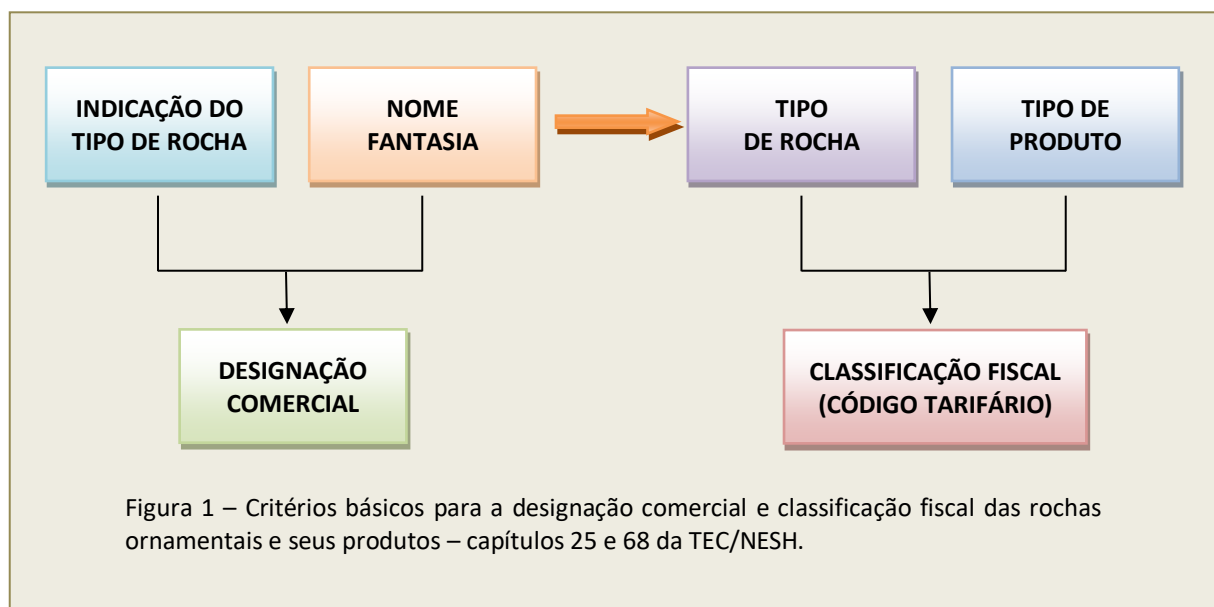 INDICAÇÃO DO
TIPO DE ROCHA
NOME
FANTASIA
TIPO
DE ROCHA
TIPO DE
PRODUTO
DESIGNAÇÃO
COMERCIAL
CLASSIFICAÇÃO FISCAL
(CÓDIGO TARIFÁRIO)
Figura 1 – Critérios básicos para a designação comercial e classificação fiscal das rochas
ornamentais e seus produtos – capítulos 25 e 68 da TEC/NESH.